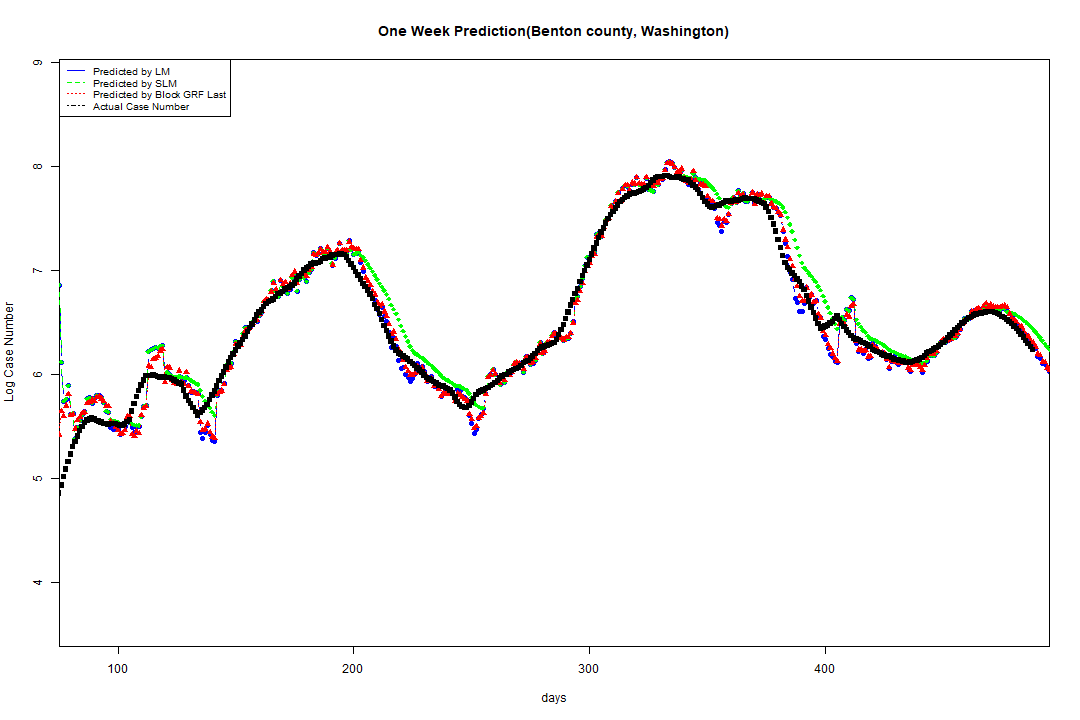 One Week Prediction(Benton county, Washington)
9
Predicted by LM
Predicted by SLM
Predicted by Block GRF Last
Actual Case Number
8
7
6
5
4
Log Case Number
100 200 300 400
days